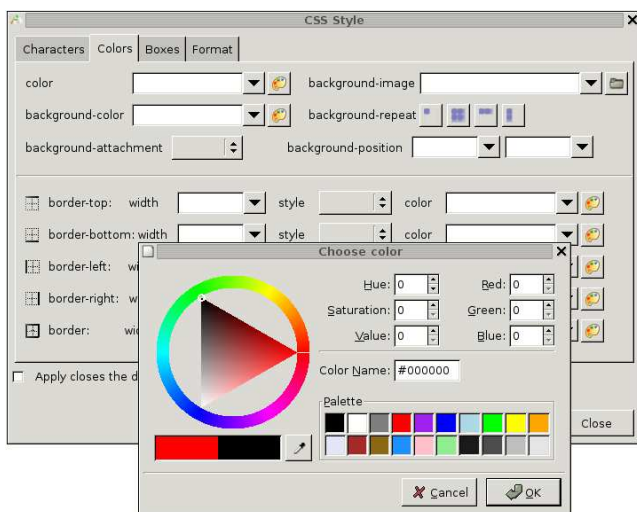 CSS Style
Characters Colors Boxes Format
color background-image
background-color background-repeat
background-attachment background-position
border-top: width style color
border-bottom: width style color
border-left:
border-right:
border:
Apply closes the
Close
Choose color
Hue: 0 Red: 0
Saturation: 0 Green: 0
Value: 0 Blue: 0
Color Name: #000000
Palette
Cancel OK